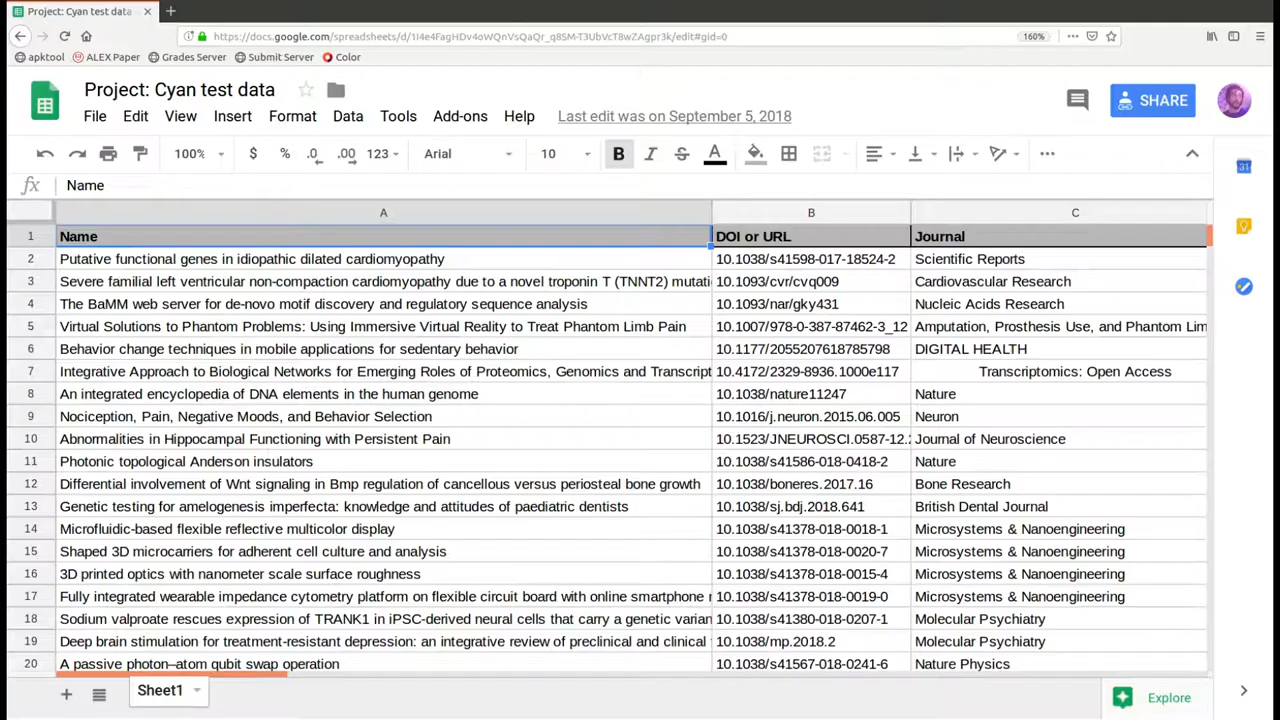 Project: Cyan test data
https://docs.google.com/spreadsheets/d/1I4e4FagHDv4oWQnVsQaQr_q8SM-T3UbVcT8wZAgpr3k/edit#gid=0
160%
apktool ALEX Paper Grades Server Submit Server Color
Project: Cyan test data
SHARE
File Edit View Insert Format Data Tools Add-ons Help Last edit was on September 5, 2018
100% $ % .0 .00 123 Arial 10 B I S A
fx Name
A B C
1 Name DOI or URL Journal
2 Putative functional genes in idiopathic dilated cardiomyopathy 10.1038/s41598-017-18524-2 Scientific Reports
3 Severe familial left ventricular non-compaction cardiomyopathy due to a novel troponin T (TNNT2) mutati 10.1093/cvr/cvq009 Cardiovascular Research
4 The BaMM web server for de-novo motif discovery and regulatory sequence analysis 10.1093/nar/gky431 Nucleic Acids Research
5 Virtual Solutions to Phantom Problems: Using Immersive Virtual Reality to Treat Phantom Limb Pain 10.1007/978-0-387-87462-3_12 Amputation, Prosthesis Use, and Phantom Lim
6 Behavior change techniques in mobile applications for sedentary behavior 10.1177/2055207618785798 DIGITAL HEALTH
7 Integrative Approach to Biological Networks for Emerging Roles of Proteomics, Genomics and Transcript 10.4172/2329-8936.1000e117 Transcriptomics: Open Access
8 An integrated encyclopedia of DNA elements in the human genome 10.1038/nature11247 Nature
9 Nociception, Pain, Negative Moods, and Behavior Selection 10.1016/j.neuron.2015.06.005 Neuron
10 Abnormalities in Hippocampal Functioning with Persistent Pain 10.1523/JNEUROSCI.0587-12.2 Journal of Neuroscience
11 Photonic topological Anderson insulators 10.1038/s41586-018-0418-2 Nature
12 Differential involvement of Wnt signaling in Bmp regulation of cancellous versus periosteal bone growth 10.1038/boneres.2017.16 Bone Research
13 Genetic testing for amelogenesis imperfecta: knowledge and attitudes of paediatric dentists 10.1038/sj.bdj.2018.641 British Dental Journal
14 Microfluidic-based flexible reflective multicolor display 10.1038/s41378-018-0018-1 Microsystems & Nanoengineering
15 Shaped 3D microcarriers for adherent cell culture and analysis 10.1038/s41378-018-0020-7 Microsystems & Nanoengineering
16 3D printed optics with nanometer scale surface roughness 10.1038/s41378-018-0015-4 Microsystems & Nanoengineering
17 Fully integrated wearable impedance cytometry platform on flexible circuit board with online smartphone 10.1038/s41378-018-0019-0 Microsystems & Nanoengineering
18 Sodium valproate rescues expression of TRANK1 in iPSC-derived neural cells that carry a genetic varian 10.1038/s41380-018-0207-1 Molecular Psychiatry
19 Deep brain stimulation for treatment-resistant depression: an integrative review of preclinical and clinical 10.1038/mp.2018.2 Molecular Psychiatry
20 A passive photon–atom qubit swap operation 10.1038/s41567-018-0241-6 Nature Physics
Sheet1 Explore